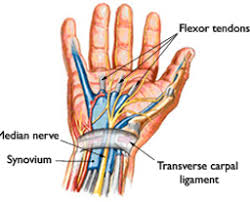 Flexor tendons
Median nerve
Synovium
Transverse carpal
ligament